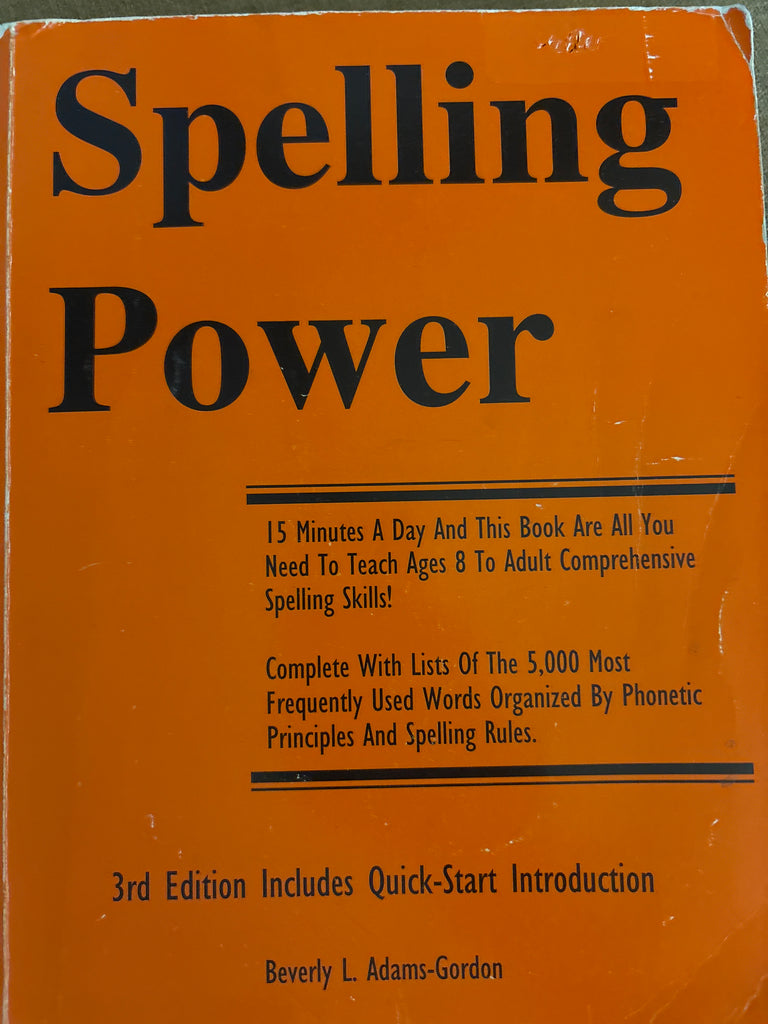 Spelling
Power
15 Minutes A Day And This Book Are All You
Need To Teach Ages 8 To Adult Comprehensive
Spelling Skills!
Complete With Lists Of The 5,000 Most
Frequently Used Words Organized By Phonetic
Principles And Spelling Rules.
3rd Edition Includes Quick-Start Introduction
Beverly L. Adams-Gordon